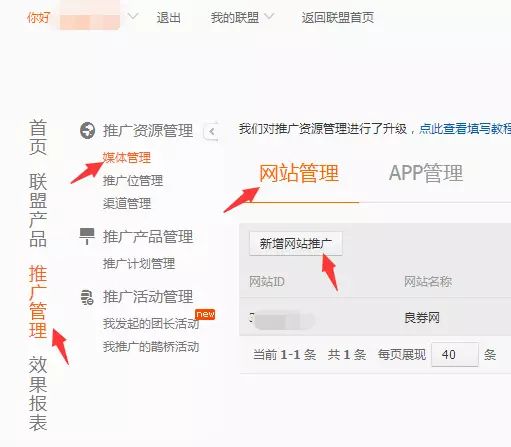 你好
退出
我的联盟
返回联盟首页
首页
联盟产品
推广管理
效果报表
推广资源管理
媒体管理
推广位管理
渠道管理
推广产品管理
推广计划管理
推广活动管理
我发起的团长活动
new
我推广的鹊桥活动
我们对推广资源管理进行了升级，点此查看填写教程
网站管理
APP管理
新增网站推广
网站ID
网站名称
良券网
当前 1-1 条 共 1 条 每页展现 40 条